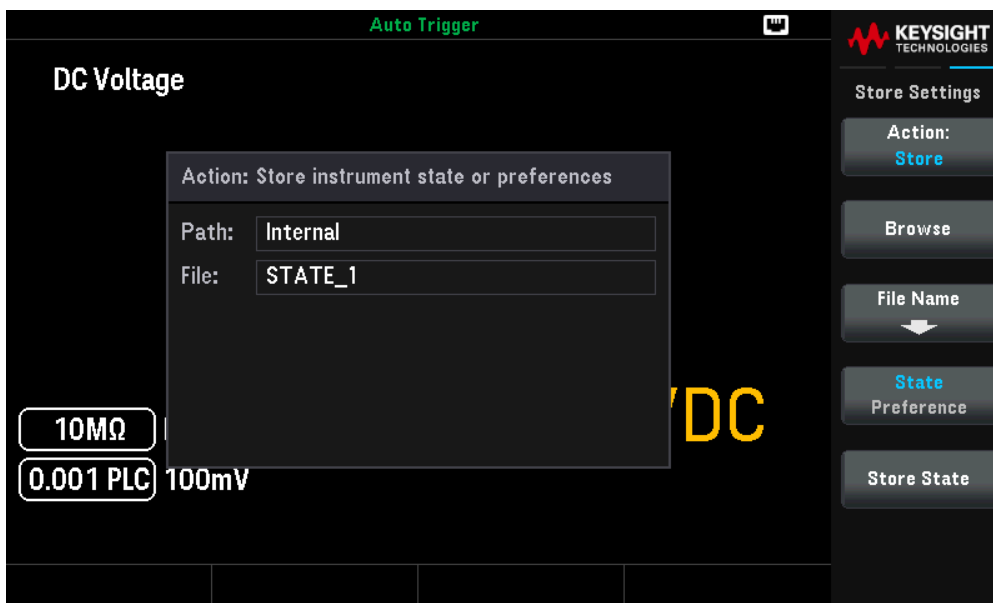 Auto Trigger
KEYSIGHT
TECHNOLOGIES
DC Voltage
Store Settings
Action:
Store
Action: Store instrument state or preferences
Path: Internal
Browse
File: STATE_1
File Name
State
Preference
10MΩ
VDC
0.001 PLC 100mV
Store State